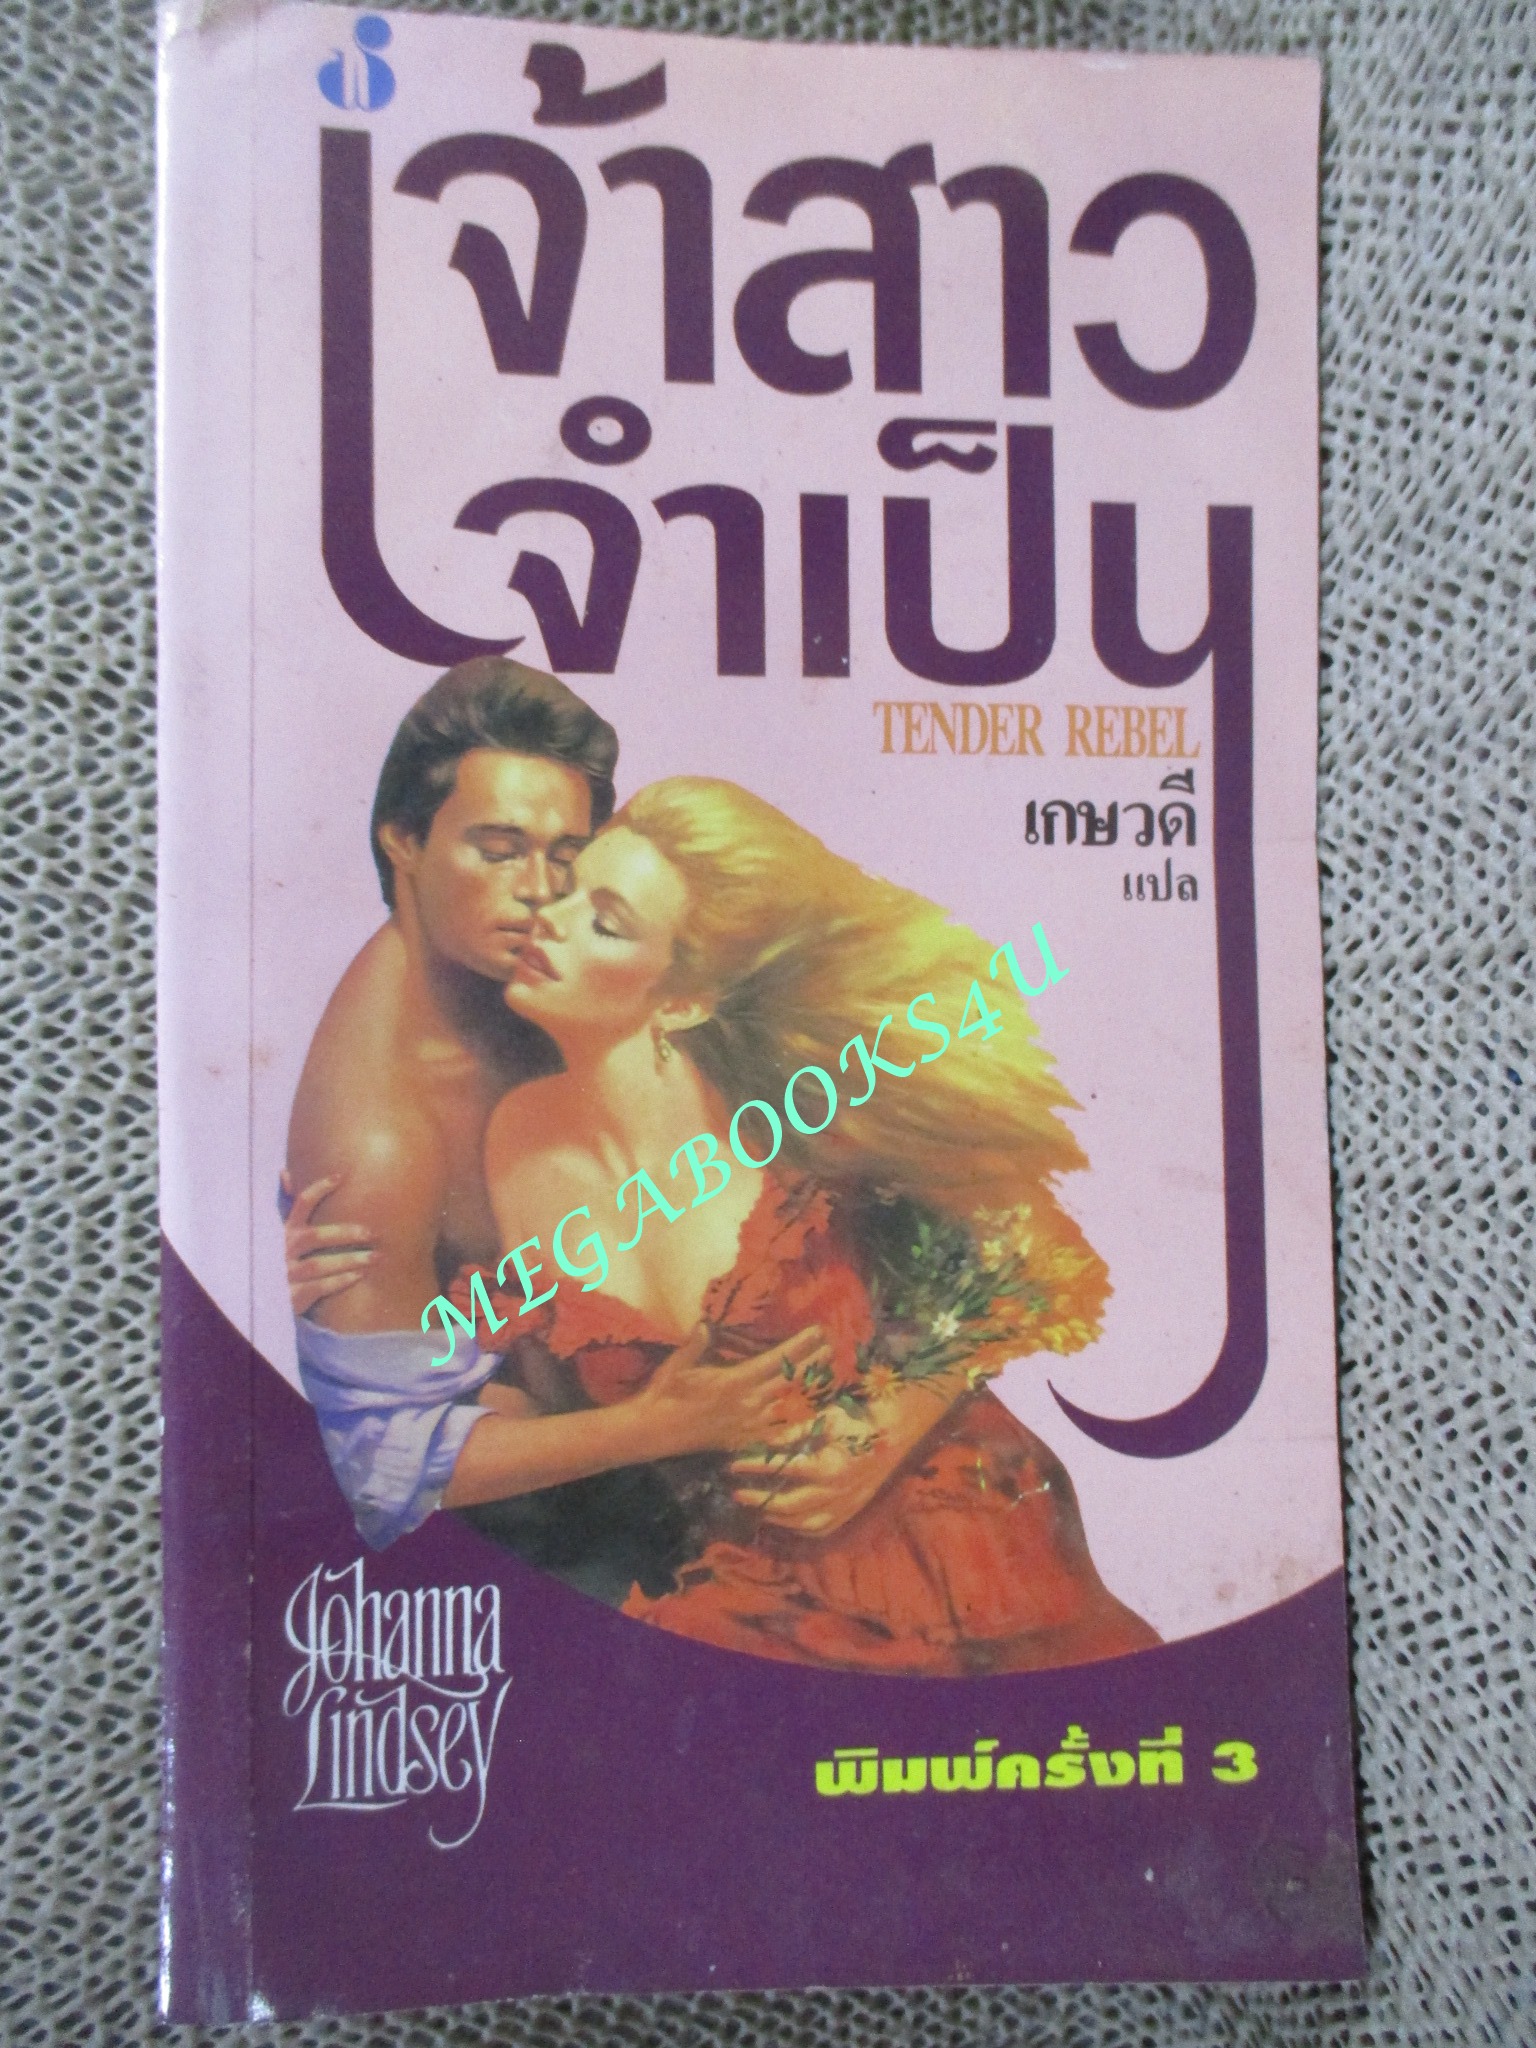 เจ้าสาว
จำเป็น
TENDER REBEL
เกษวดี
แปล
MEGABOOKS4U
Johanna
Lindsey
พิมพ์ครั้งที่ 3